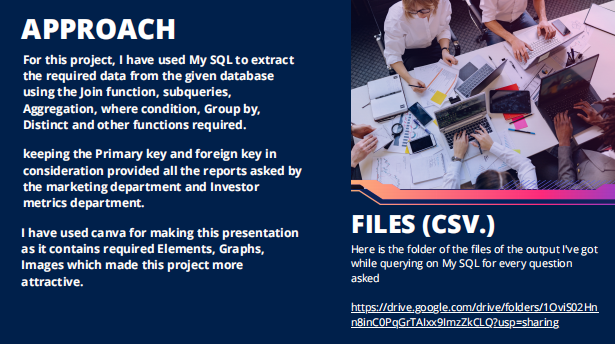 APPROACH
For this project, I have used My SQL to extract
the required data from the given database
using the Join function, subqueries,
Aggregation, where condition, Group by,
Distinct and other functions required.
keeping the Primary key and foreign key in
consideration provided all the reports asked by
the marketing department and Investor
metrics department.
I have used canva for making this presentation
as it contains required Elements, Graphs,
Images which made this project more
attractive.
FILES (CSV.)
Here is the folder of the files of the output I've got
while querying on My SQL for every question
asked
https://drive.google.com/drive/folders/1OviS02Hn
n8inC0PqGrTAlxx9ImzZkCLQ?usp=sharing